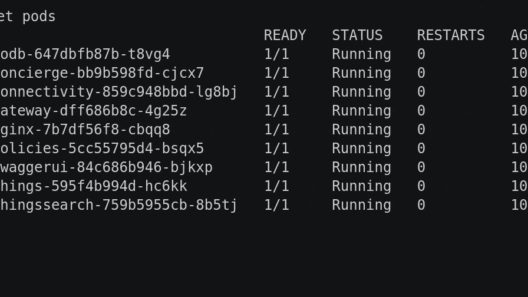 et pods
READY STATUS RESTARTS AG
odb-647dbfb87b-t8vg4 1/1 Running 0 10
oncierge-bb9b598fd-cjcx7 1/1 Running 0 10
onnectivity-859c948bbd-lg8bj 1/1 Running 0 10
ateway-dff686b8c-4g25z 1/1 Running 0 10
ginx-7b7df56f8-cbqq8 1/1 Running 0 10
olicies-5cc55795d4-bsqx5 1/1 Running 0 10
waggerui-84c686b946-bjkxp 1/1 Running 0 10
hings-595f4b994d-hc6kk 1/1 Running 0 10
hingssearch-759b5955cb-8b5tj 1/1 Running 0 10